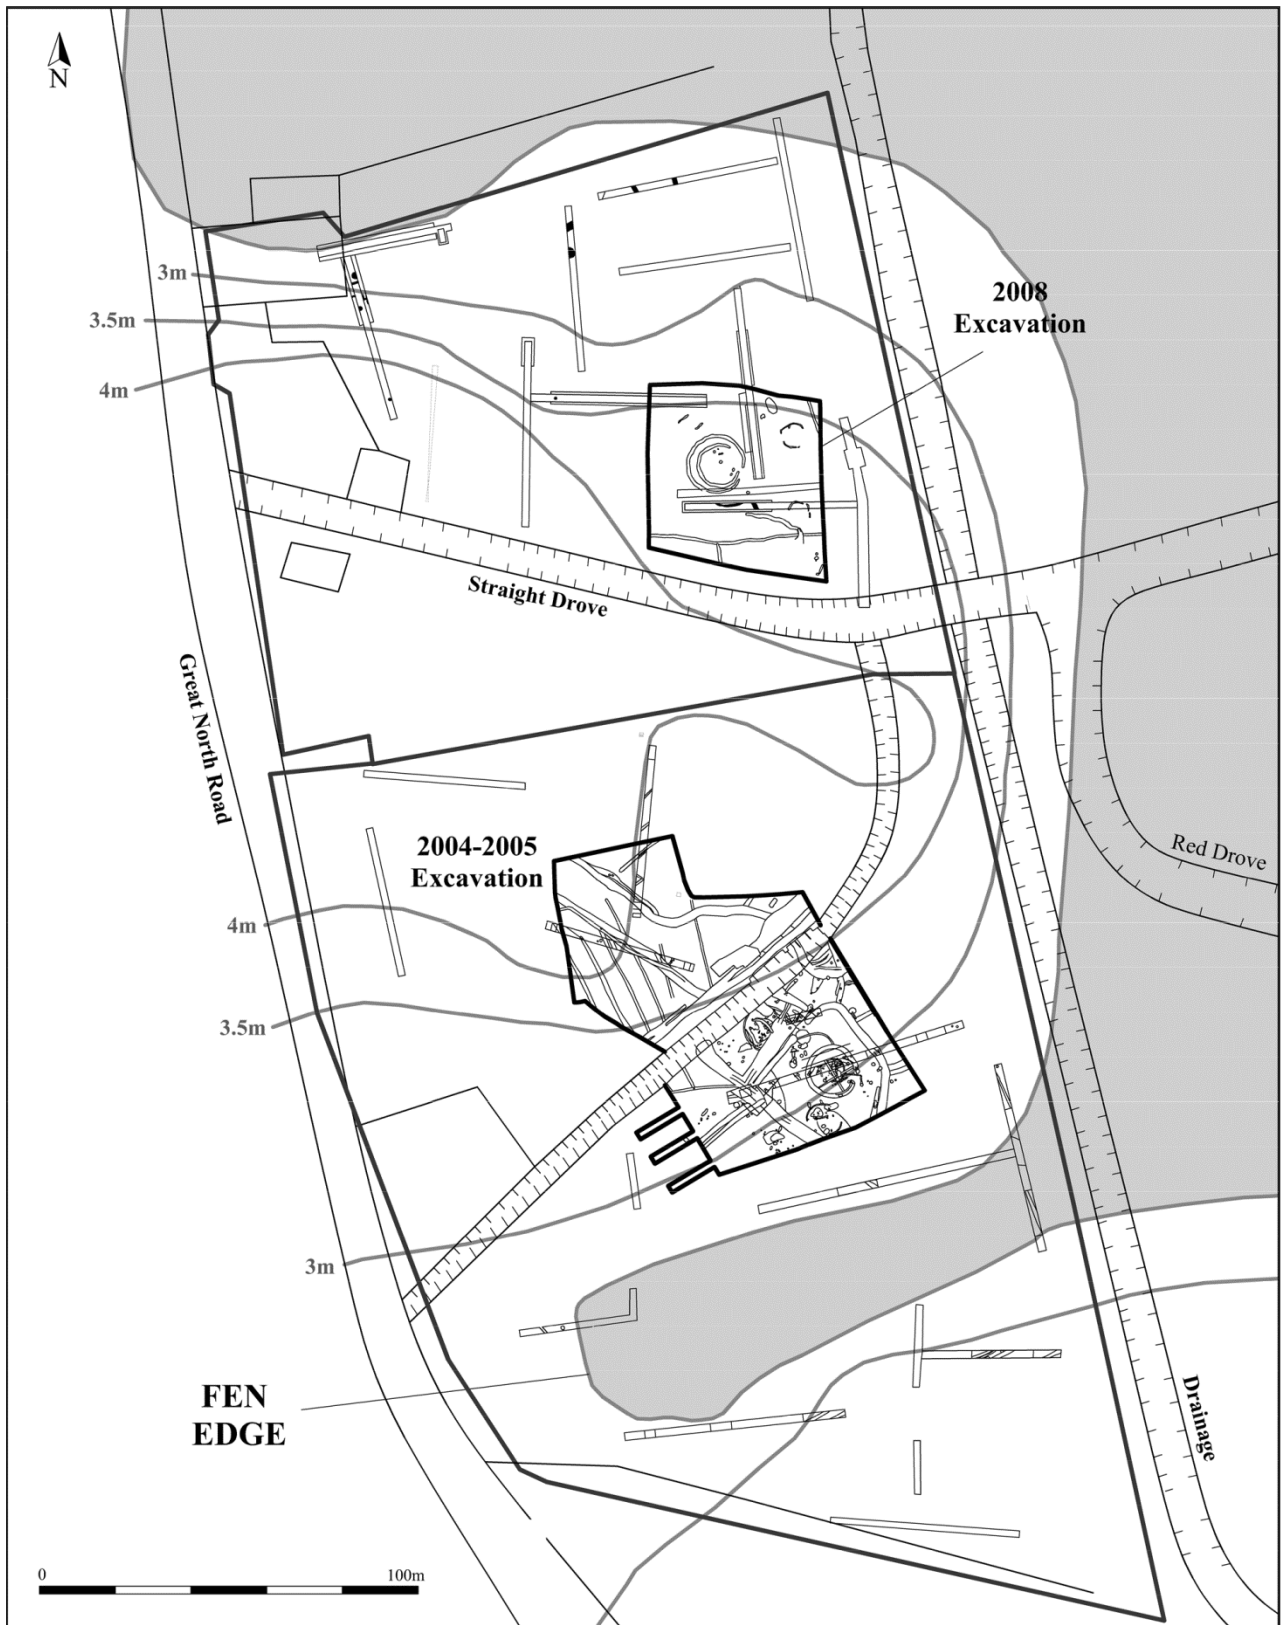 N
3m
3.5m
4m
2008
Excavation
Straight Drove
Great North Road
2004-2005
Excavation
Red Drove
4m
3.5m
3m
FEN
EDGE
Drainage
0
100m